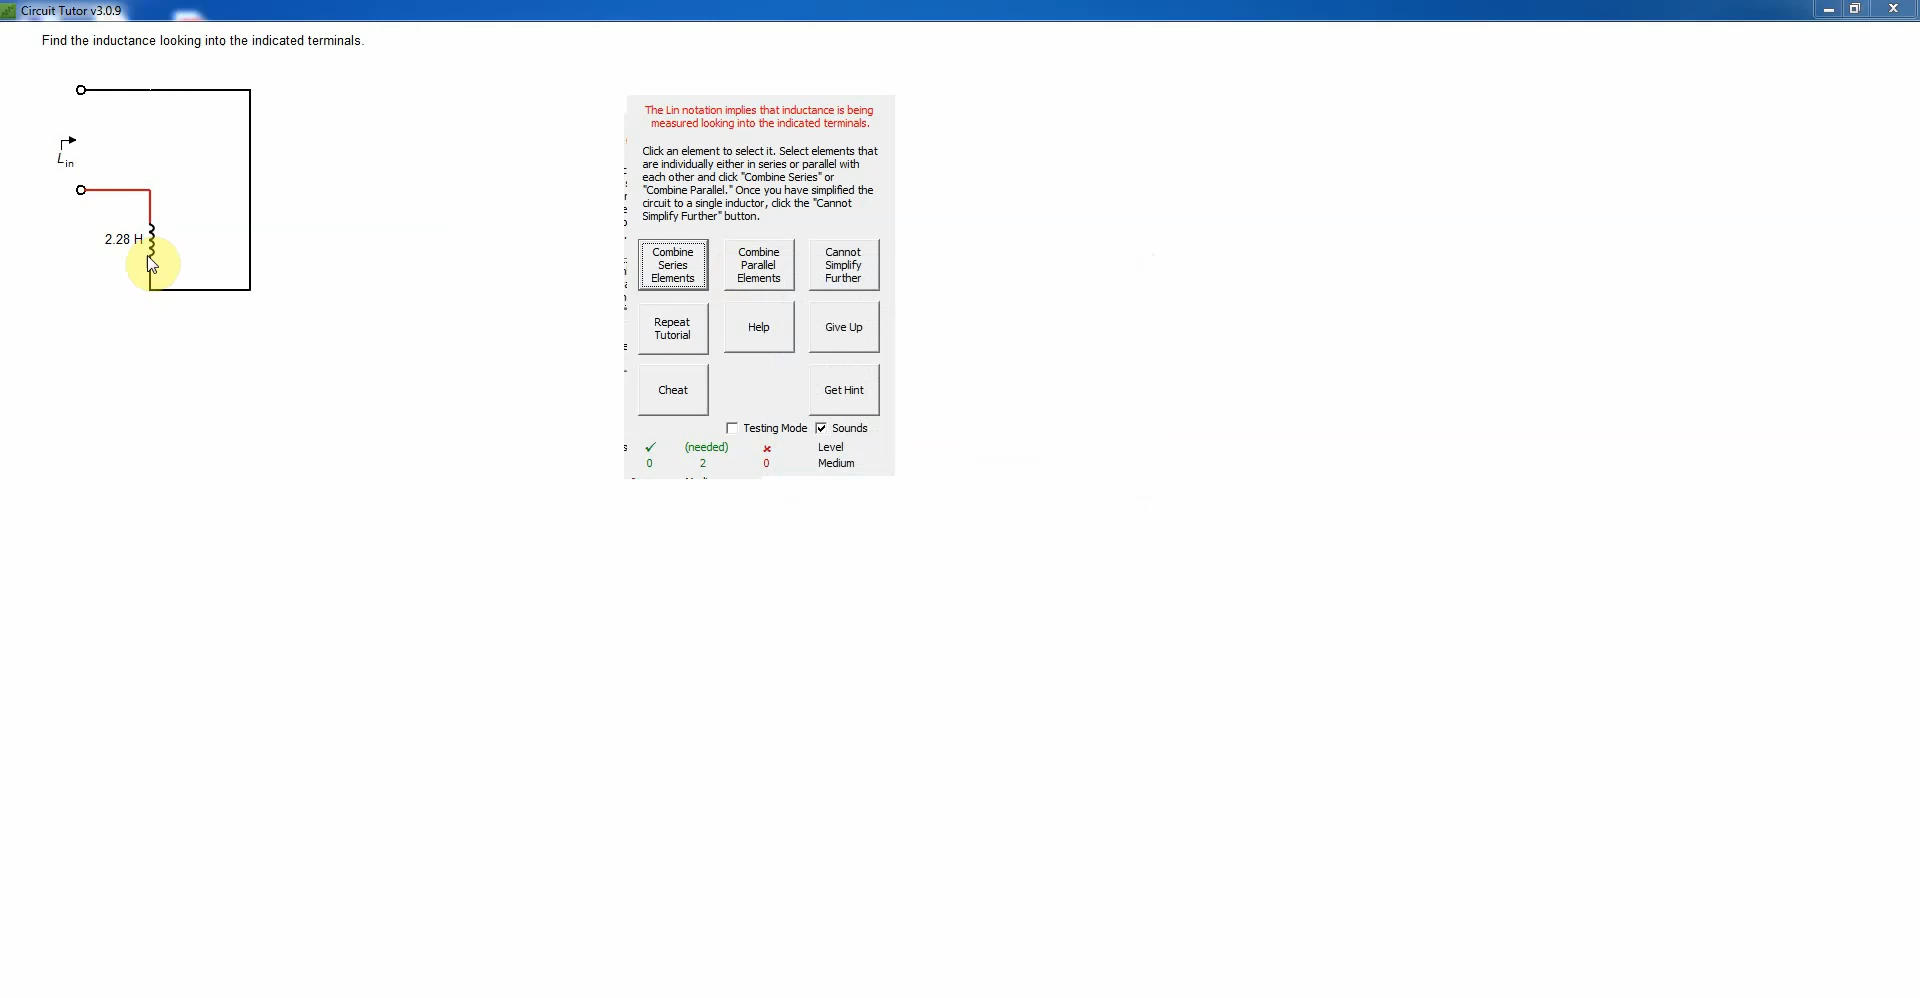 Circuit Tutor v3.0.9
Find the inductance looking into the indicated terminals.
Lin
2.28 H
The Lin notation implies that inductance is being
measured looking into the indicated terminals.
Click an element to select it. Select elements that
are individually either in series or parallel with
each other and click "Combine Series" or
"Combine Parallel." Once you have simplified the
circuit to a single inductor, click the "Cannot
Simplify Further" button.
Combine
Series
Elements
Combine
Parallel
Elements
Cannot
Simplify
Further
Repeat
Tutorial
Help
Give Up
Cheat
Get Hint
Testing Mode
Sounds
(needed)
Level
0
2
0
Medium